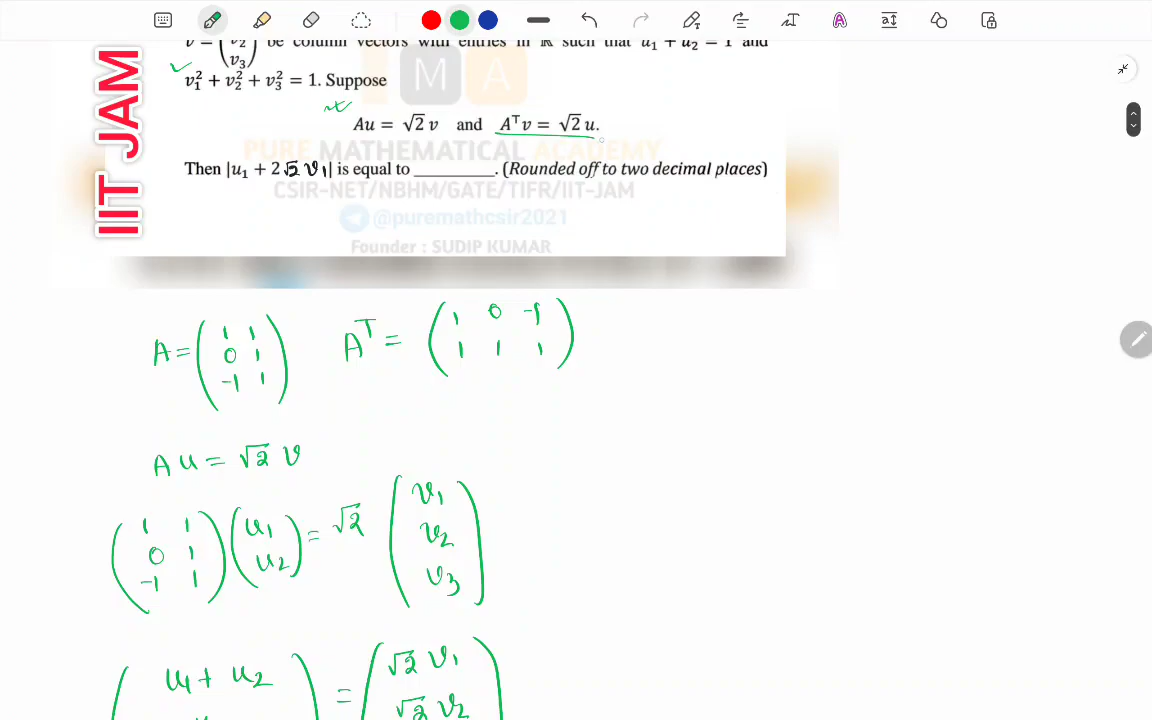 v = (v2 v3) be column vectors with entries in ℝ such that u1 + u2 = 1 and
v1² + v2² + v3² = 1. Suppose
Au = √2 v and Aᵀv = √2 u.
Then |u1 + 2√2 v1| is equal to ________. (Rounded off to two decimal places)
IIT JAM
M A
PURE MATHEMATICAL ACADEMY
CSIR-NET/NBHM/GATE/TIFR/IIT-JAM
@puremathcsir2021
Founder : SUDIP KUMAR
A = (1 1
0 1
-1 1)
Aᵀ = (1 0 -1
1 1 1)
Au = √2 v
(1 1
0 1
-1 1) (u1
u2) = √2 (v1
v2
v3)
(u1 + u2 = (√2 v1
√2 v2